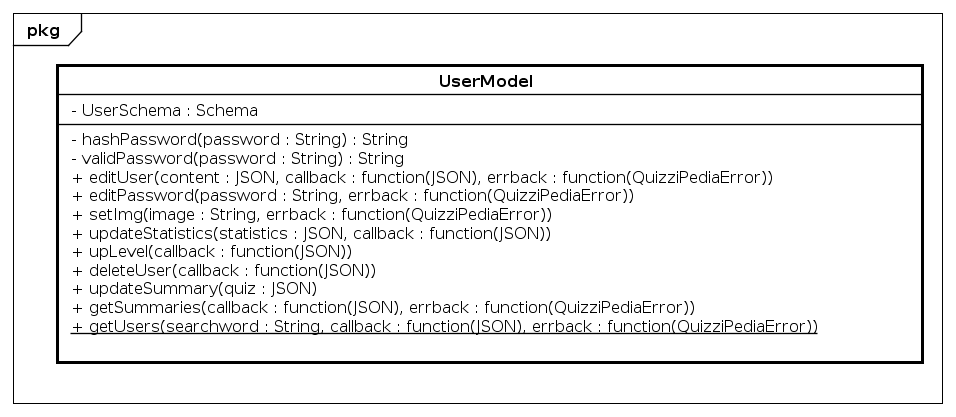 pkg
UserModel
- UserSchema : Schema
- hashPassword(password : String) : String
- validPassword(password : String) : String
+ editUser(content : JSON, callback : function(JSON), errback : function(QuizziPediaError))
+ editPassword(password : String, errback : function(QuizziPediaError))
+ setImg(image : String, errback : function(QuizziPediaError))
+ updateStatistics(statistics : JSON, callback : function(JSON))
+ upLevel(callback : function(JSON))
+ deleteUser(callback : function(JSON))
+ updateSummary(quiz : JSON)
+ getSummaries(callback : function(JSON), errback : function(QuizziPediaError))
+ getUsers(searchword : String, callback : function(JSON), errback : function(QuizziPediaError))